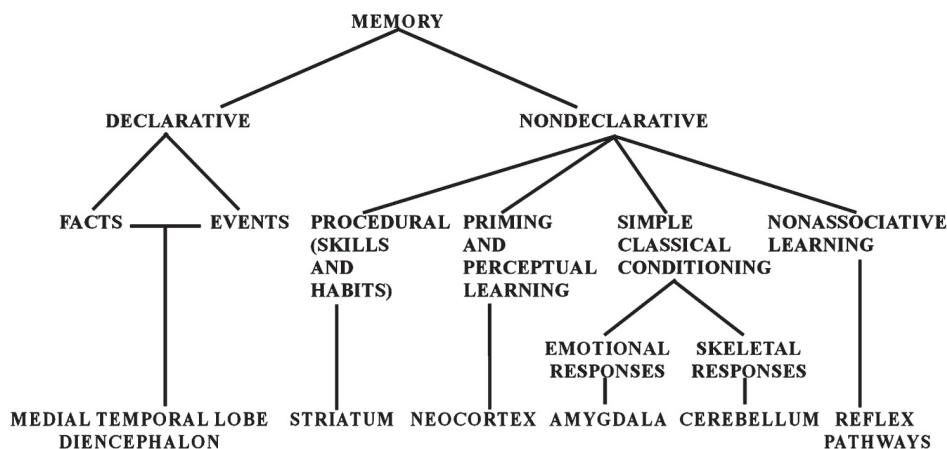 MEMORY
DECLARATIVE
NONDECLARATIVE
FACTS
EVENTS
PROCEDURAL
(SKILLS
AND
HABITS)
PRIMING
AND
PERCEPTUAL
LEARNING
SIMPLE
CLASSICAL
CONDITIONING
NONASSOCIATIVE
LEARNING
EMOTIONAL
RESPONSES
SKELETAL
RESPONSES
MEDIAL TEMPORAL LOBE
DIENCEPHALON
STRIATUM
NEOCORTEX
AMYGDALA
CEREBELLUM
REFLEX
PATHWAYS